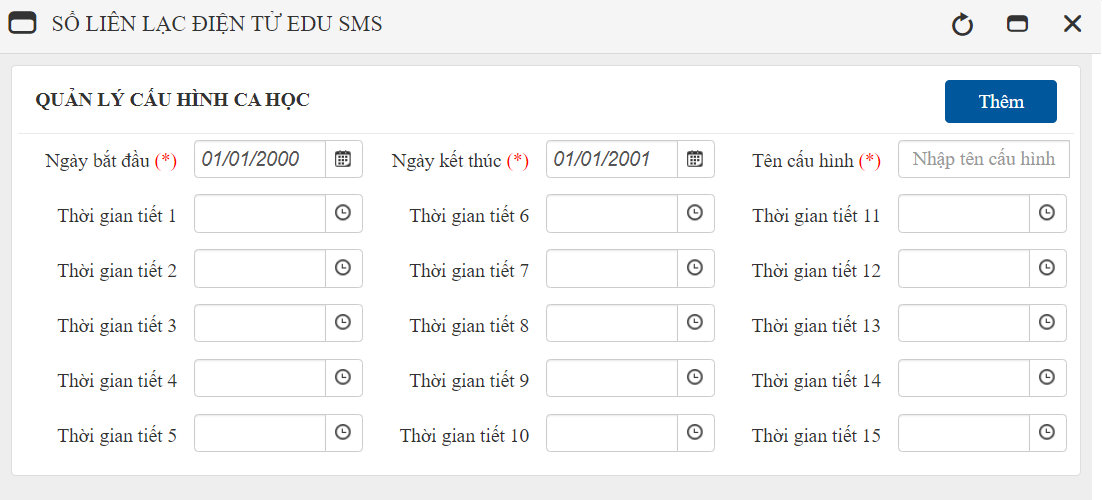 SỔ LIÊN LẠC ĐIỆN TỬ EDU SMS
QUẢN LÝ CẤU HÌNH CA HỌC
Thêm
Ngày bắt đầu (*) 01/01/2000 Ngày kết thúc (*) 01/01/2001 Tên cấu hình (*) Nhập tên cấu hình
Thời gian tiết 1 Thời gian tiết 6 Thời gian tiết 11
Thời gian tiết 2 Thời gian tiết 7 Thời gian tiết 12
Thời gian tiết 3 Thời gian tiết 8 Thời gian tiết 13
Thời gian tiết 4 Thời gian tiết 9 Thời gian tiết 14
Thời gian tiết 5 Thời gian tiết 10 Thời gian tiết 15